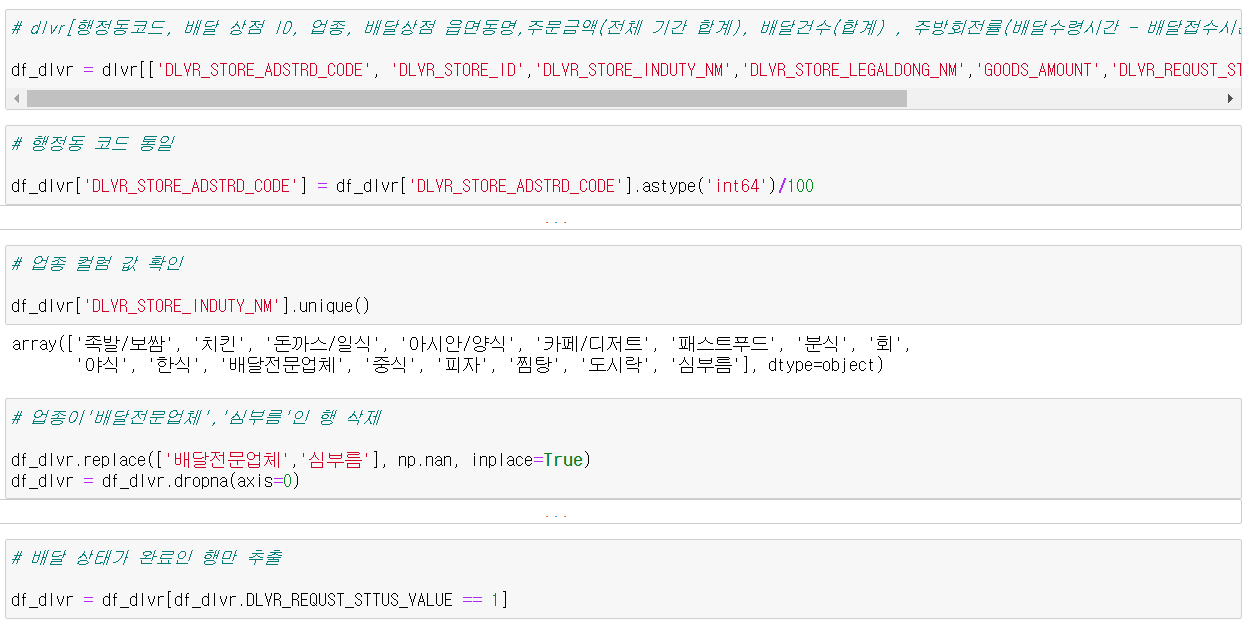 # dlvr[행정동코드, 배달 상점 ID, 업종, 배달상점 읍면동명,주문금액(전체 기간 합계), 배달건수(합계) , 주방회전률(배달수령시간 - 배달접수시
df_dlvr = dlvr[['DLVR_STORE_ADSTRD_CODE', 'DLVR_STORE_ID','DLVR_STORE_INDUTY_NM','DLVR_STORE_LEGALDONG_NM','GOODS_AMOUNT','DLVR_REQUST_ST
# 행정동 코드 통일
df_dlvr['DLVR_STORE_ADSTRD_CODE'] = df_dlvr['DLVR_STORE_ADSTRD_CODE'].astype('int64')/100
...
# 업종 컬럼 값 확인
df_dlvr['DLVR_STORE_INDUTY_NM'].unique()
array(['족발/보쌈', '치킨', '돈까스/일식', '아시안/양식', '카페/디저트', '패스트푸드', '분식', '회',
'야식', '한식', '배달전문업체', '중식', '피자', '찜탕', '도시락', '심부름'], dtype=object)
# 업종이'배달전문업체','심부름'인 행 삭제
df_dlvr.replace(['배달전문업체','심부름'], np.nan, inplace=True)
df_dlvr = df_dlvr.dropna(axis=0)
...
# 배달 상태가 완료인 행만 추출
df_dlvr = df_dlvr[df_dlvr.DLVR_REQUST_STTUS_VALUE == 1]